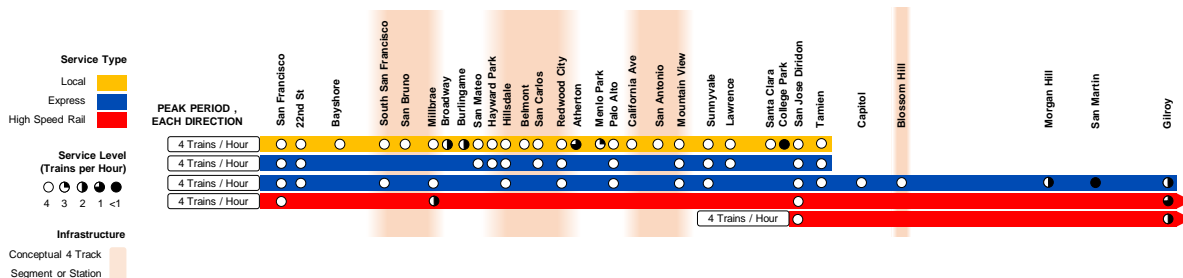 Service Type
Local
Express
High Speed Rail
Service Level
(Trains per Hour)
4 3 2 1 <1
Infrastructure
Conceptual 4 Track
Segment or Station
PEAK PERIOD ,
EACH DIRECTION
San Francisco
22nd St
Bayshore
South San Francisco
San Bruno
Millbrae
Broadway
Burlingame
San Mateo
Hayward Park
Hillsdale
Belmont
San Carlos
Redwood City
Atherton
Menlo Park
Palo Alto
California Ave
San Antonio
Mountain View
Sunnyvale
Lawrence
Santa Clara
College Park
San Jose Diridon
Tamien
Capitol
Blossom Hill
Morgan Hill
San Martin
Gilroy
4 Trains / Hour
4 Trains / Hour
4 Trains / Hour
4 Trains / Hour
4 Trains / Hour